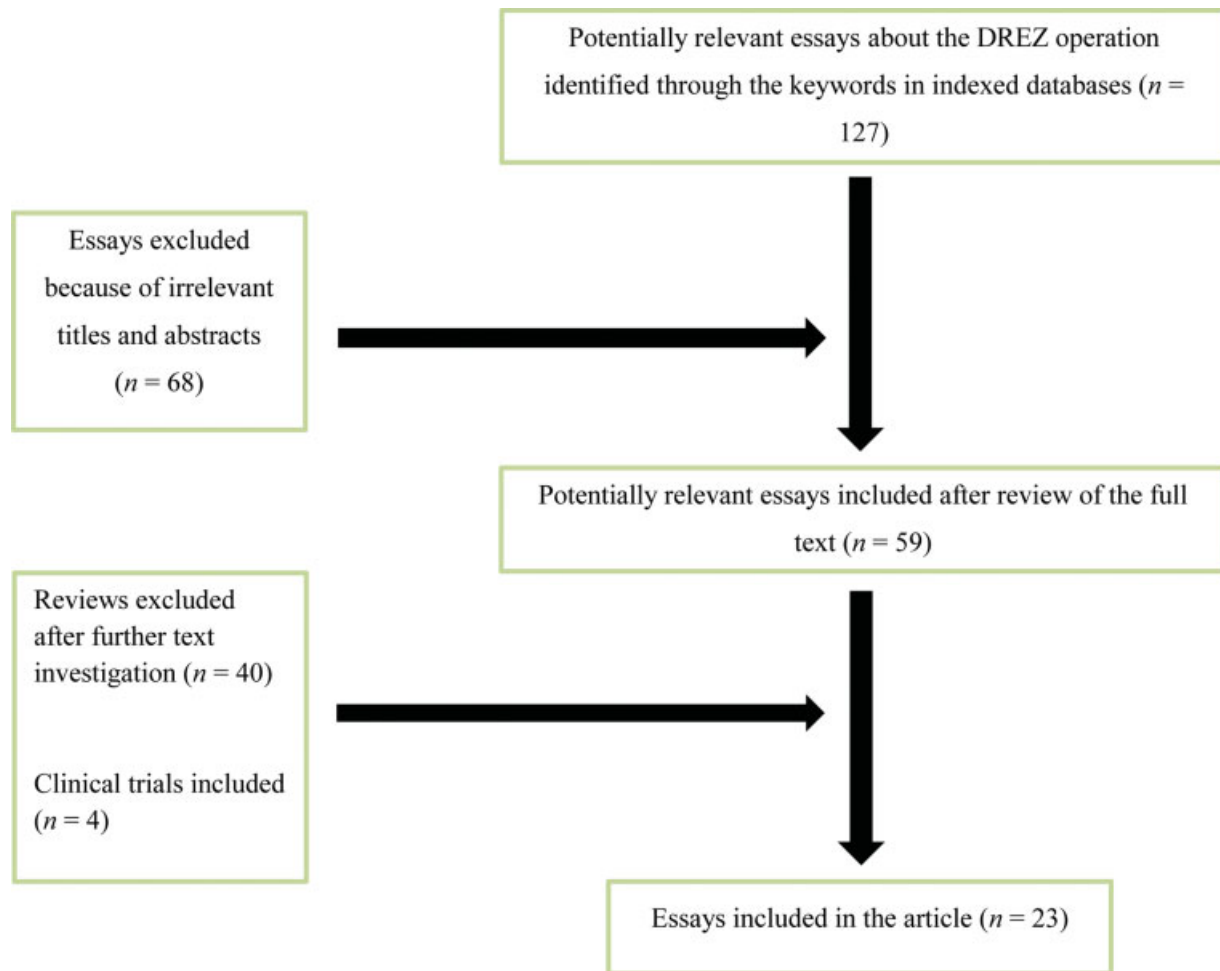 Potentially relevant essays about the DREZ operation
identified through the keywords in indexed databases (n =
127)
Essays excluded
because of irrelevant
titles and abstracts
(n = 68)
Potentially relevant essays included after review of the full
text (n = 59)
Reviews excluded
after further text
investigation (n = 40)
Clinical trials included
(n = 4)
Essays included in the article (n = 23)